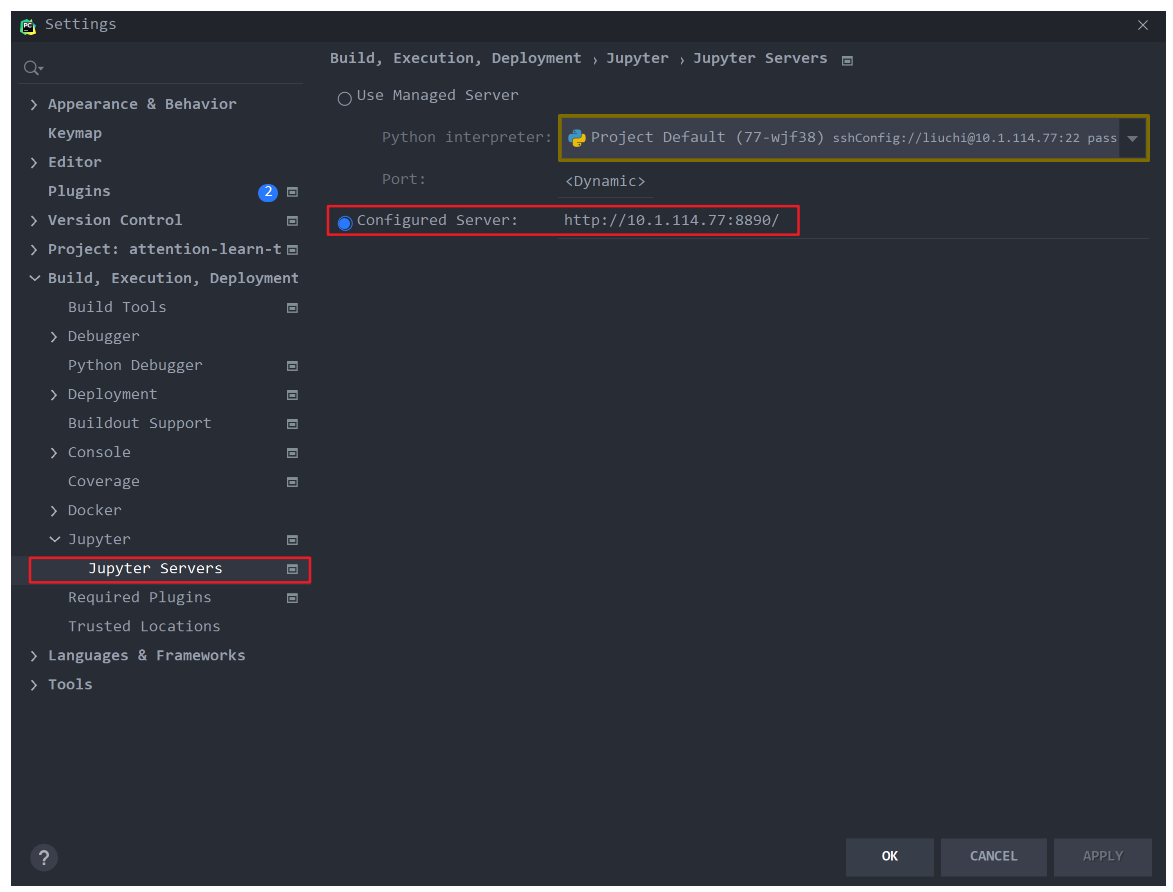 Settings
Build, Execution, Deployment › Jupyter › Jupyter Servers
Use Managed Server
Python interpreter: Project Default (77-wjf38) sshConfig://liuchi@10.1.114.77:22 pass
Port: <Dynamic>
Configured Server: http://10.1.114.77:8890/
Appearance & Behavior
Keymap
Editor
Plugins 2
Version Control
Project: attention-learn-t
Build, Execution, Deployment
Build Tools
Debugger
Python Debugger
Deployment
Buildout Support
Console
Coverage
Docker
Jupyter
Jupyter Servers
Required Plugins
Trusted Locations
Languages & Frameworks
Tools
?
OK CANCEL APPLY